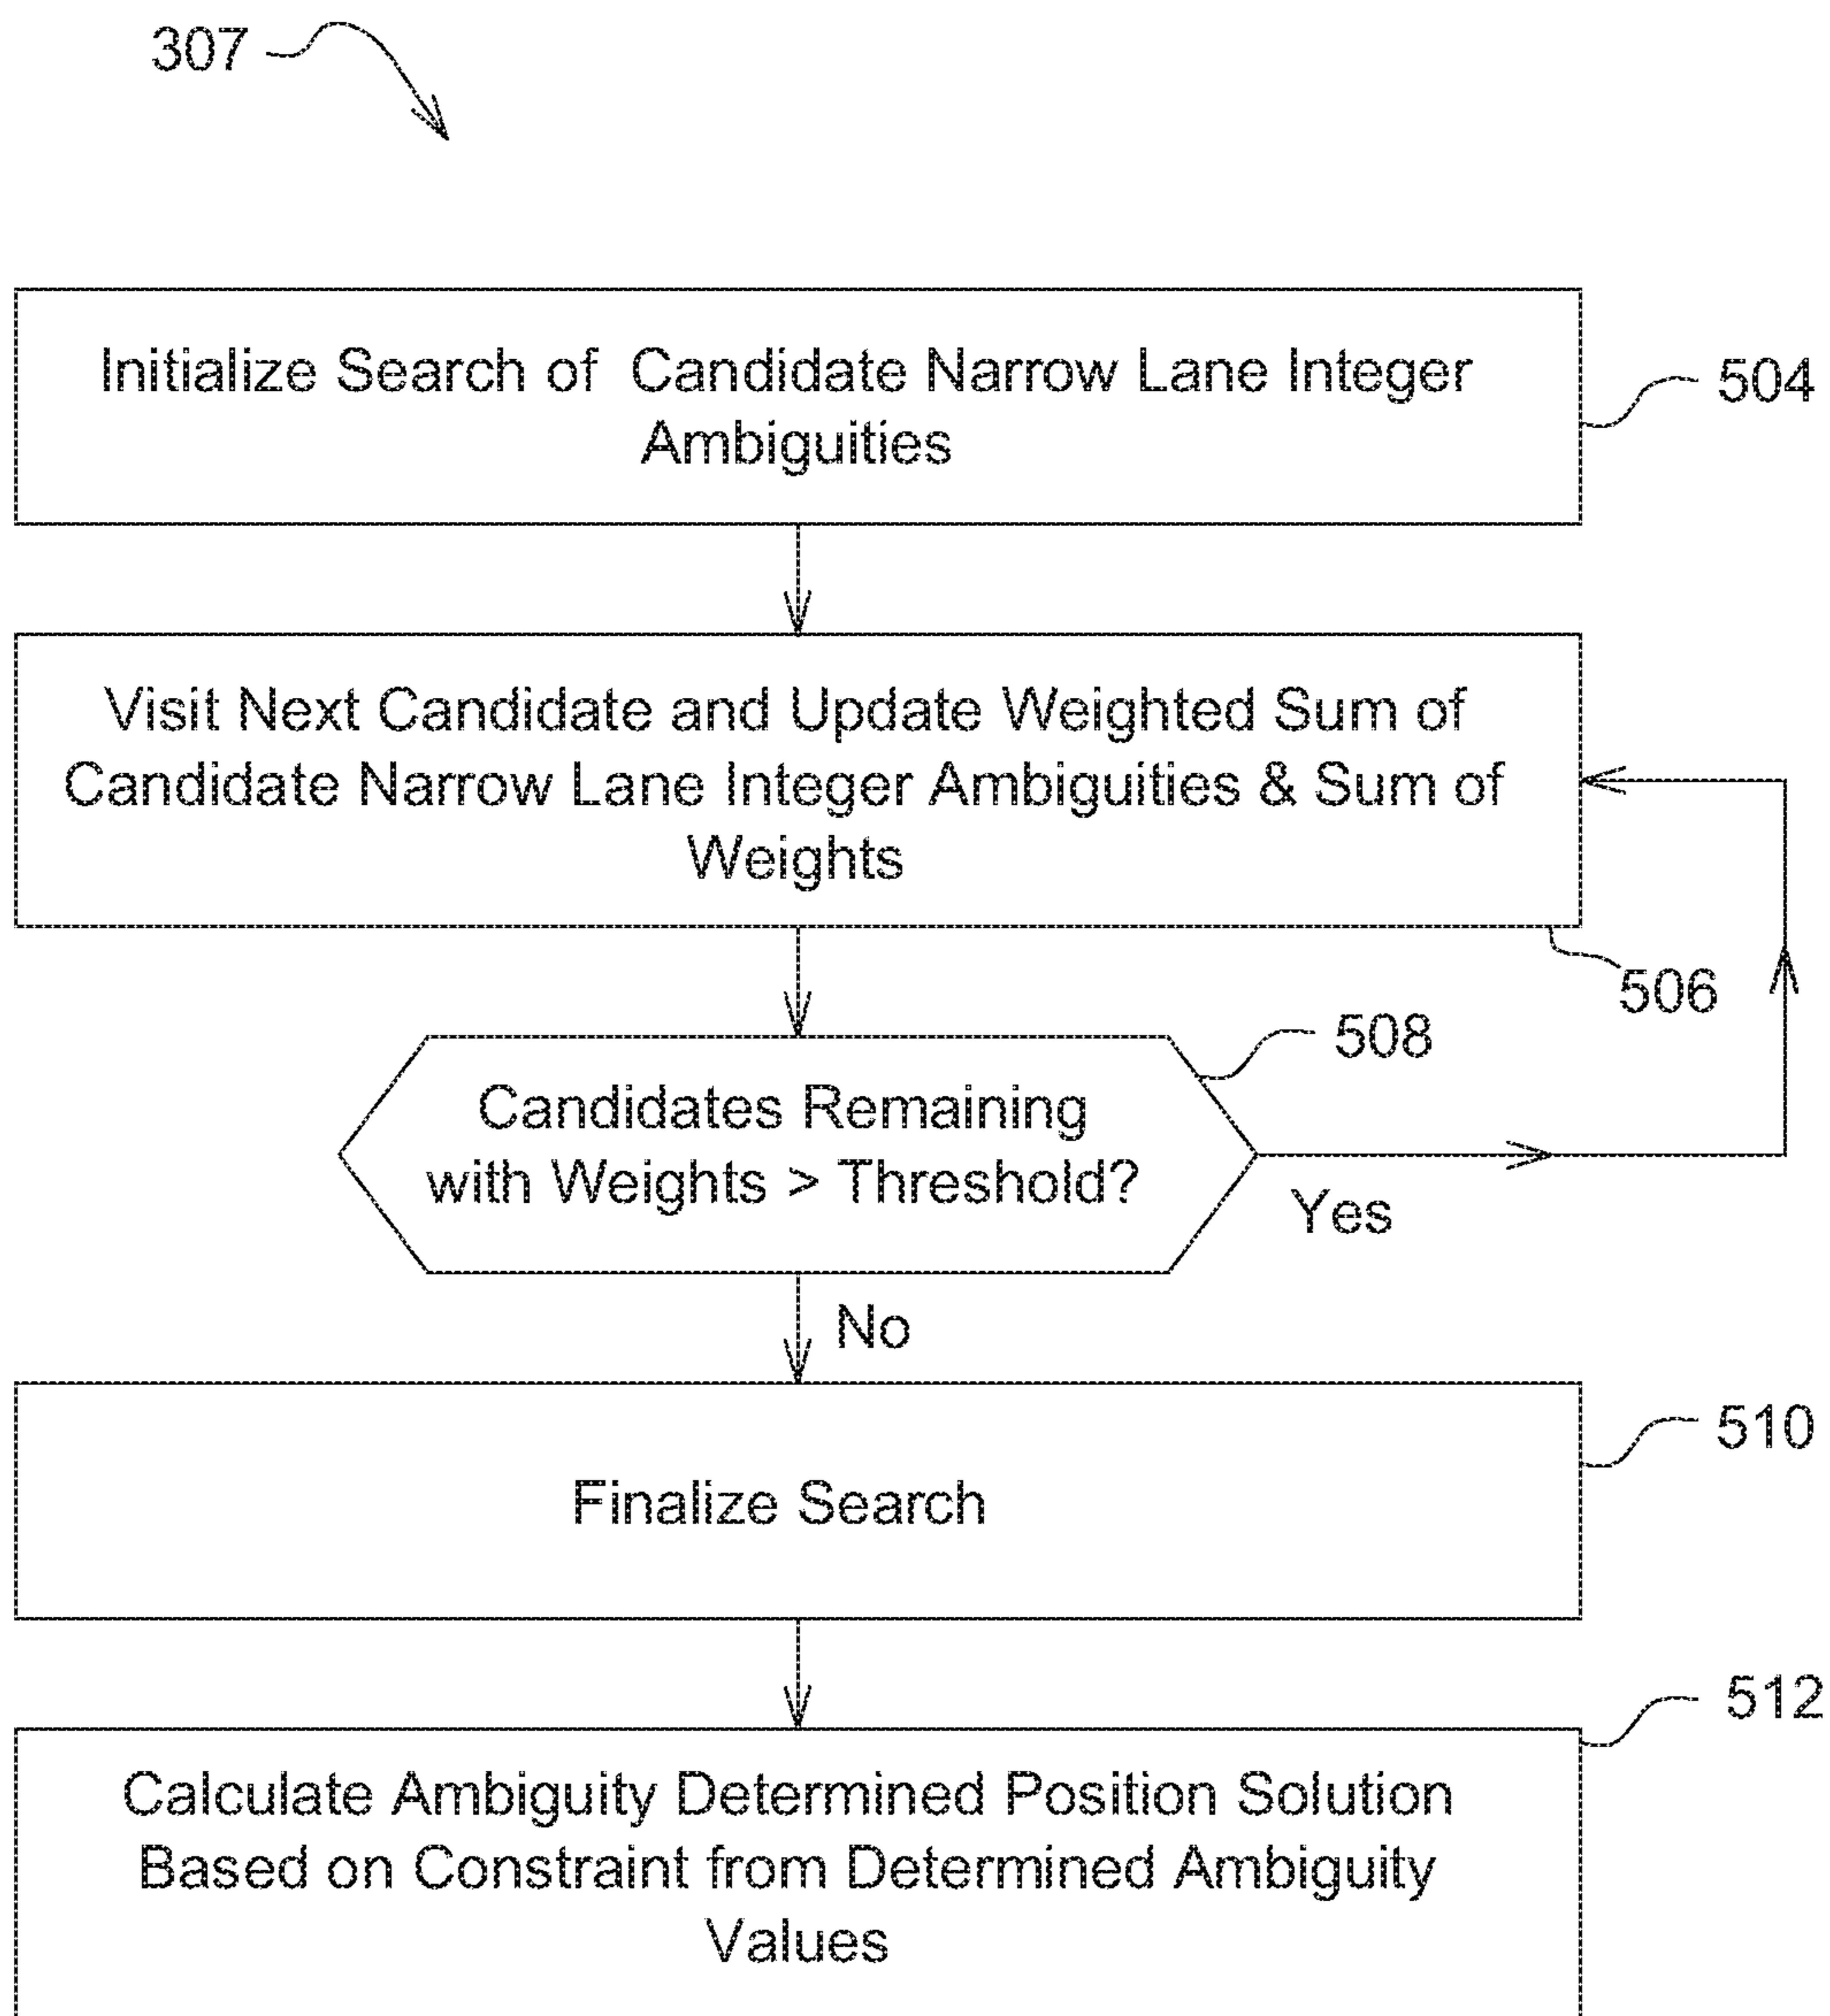 307
Initialize Search of Candidate Narrow Lane Integer
Ambiguities
504
Visit Next Candidate and Update Weighted Sum of
Candidate Narrow Lane Integer Ambiguities & Sum of
Weights
506
508
Candidates Remaining
with Weights > Threshold?
Yes
No
510
Finalize Search
512
Calculate Ambiguity Determined Position Solution
Based on Constraint from Determined Ambiguity
Values